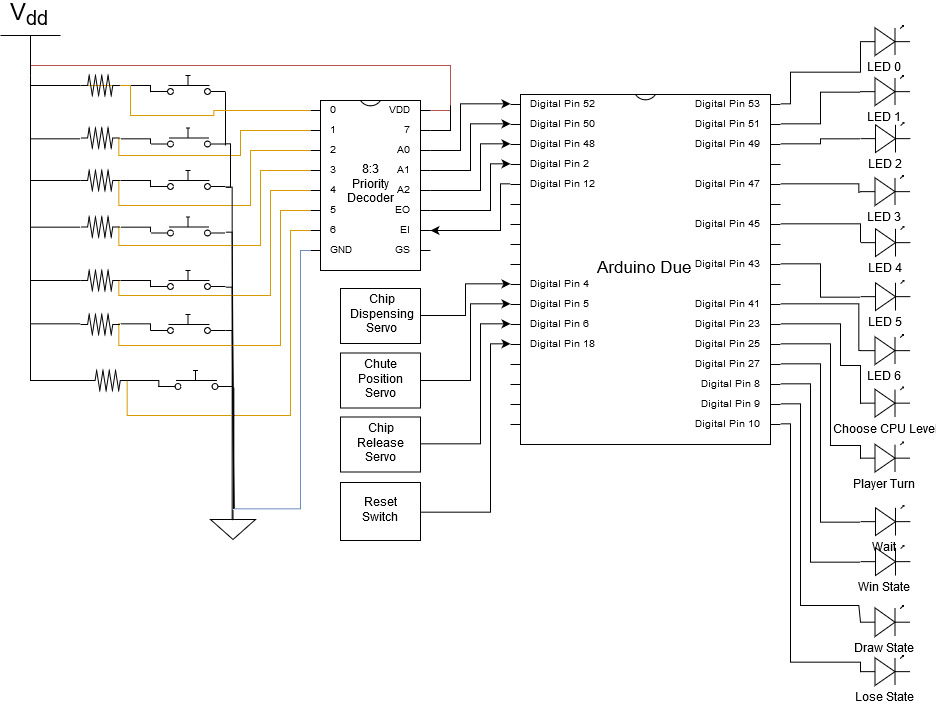 Vdd
0
1
2
3
4
5
6
GND
8:3
Priority
Decoder
VDD
7
A0
A1
A2
EO
EI
GS
Chip
Dispensing
Servo
Chute
Position
Servo
Chip
Release
Servo
Reset
Switch
Digital Pin 52
Digital Pin 50
Digital Pin 48
Digital Pin 2
Digital Pin 12
Digital Pin 4
Digital Pin 5
Digital Pin 6
Digital Pin 18
Arduino Due
Digital Pin 53
Digital Pin 51
Digital Pin 49
Digital Pin 47
Digital Pin 45
Digital Pin 43
Digital Pin 41
Digital Pin 23
Digital Pin 25
Digital Pin 27
Digital Pin 8
Digital Pin 9
Digital Pin 10
LED 0
LED 1
LED 2
LED 3
LED 4
LED 5
LED 6
Choose CPU Leve
Player Turn
Wait
Win State
Draw State
Lose State